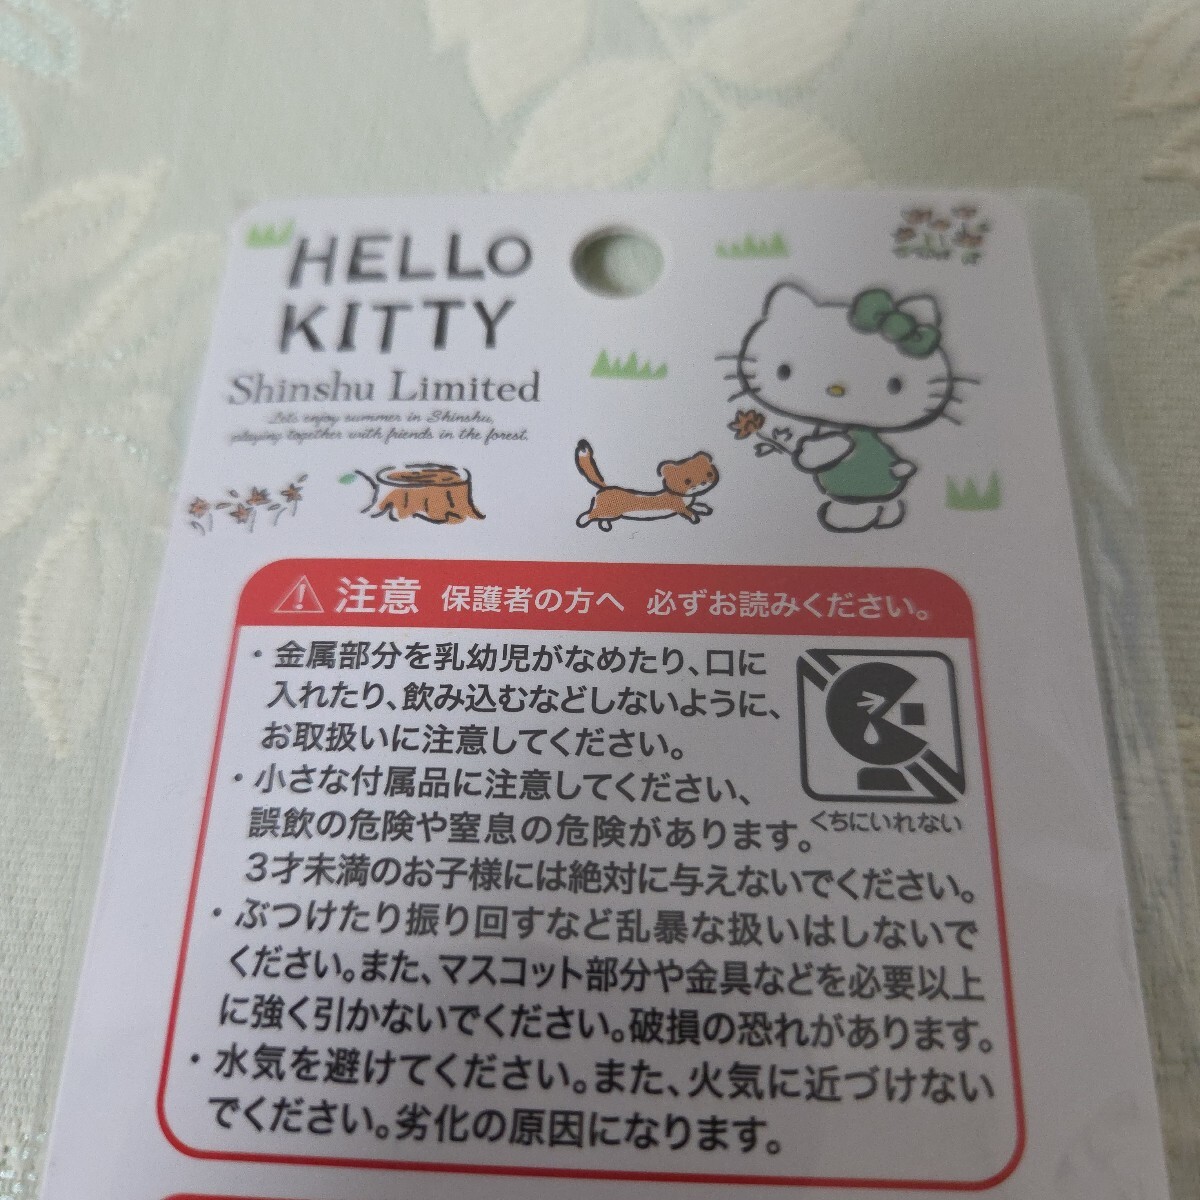 HELLO
KITTY
Shinshu Limited
Lets enjoy summer in Shinshu,
playing together with friends in the forest.
注意 保護者の方へ 必ずお読みください。
・金属部分を乳幼児がなめたり、口に
入れたり、飲み込むなどしないように、
お取扱いに注意してください。
くちにいれない
・小さな付属品に注意してください、
誤飲の危険や窒息の危険があります。
3才未満のお子様には絶対に与えないでください。
・ぶつけたり振り回すなど乱暴な扱いはしないで
ください。また、マスコット部分や金具などを必要以上
に強く引かないでください。破損の恐れがあります。
・水気を避けてください。また、火気に近づけない
でください。劣化の原因になります。